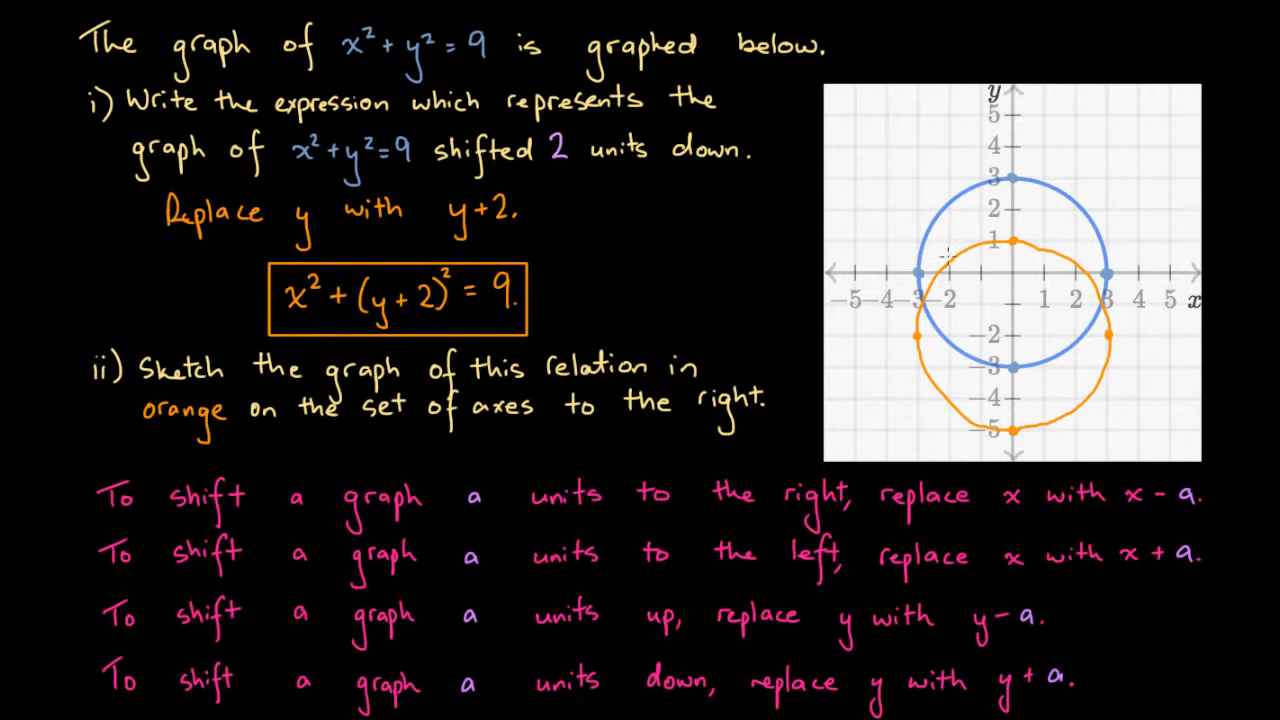 The graph of x² + y² = 9 is graphed below.
i) Write the expression which represents the
graph of x² + y² = 9 shifted 2 units down.
Replace y with y + 2.
x² + (y + 2)² = 9.
ii) Sketch the graph of this relation in
orange on the set of axes to the right.
y
5
4
3
2
1
-5 -4 -3 -2 1 2 3 4 5 x
-2
-3
-4
-5
To shift a graph a units to the right, replace x with x - a.
To shift a graph a units to the left, replace x with x + a.
To shift a graph a units up, replace y with y - a.
To shift a graph a units down, replace y with y + a.